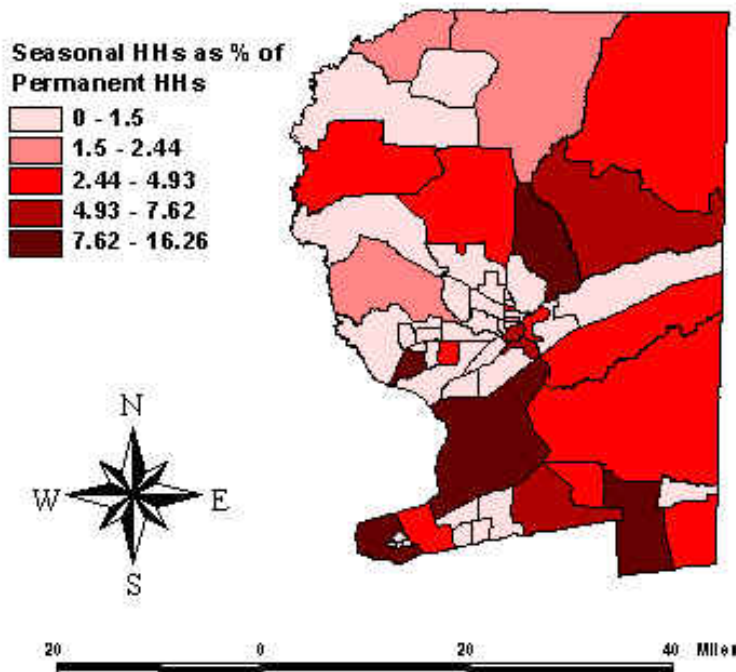 Seasonal HHs as % of
Permanent HHs
0 - 1.5
1.5 - 2.44
2.44 - 4.93
4.93 - 7.62
7.62 - 16.26
N
W E
S
20 0 20 40 Miles